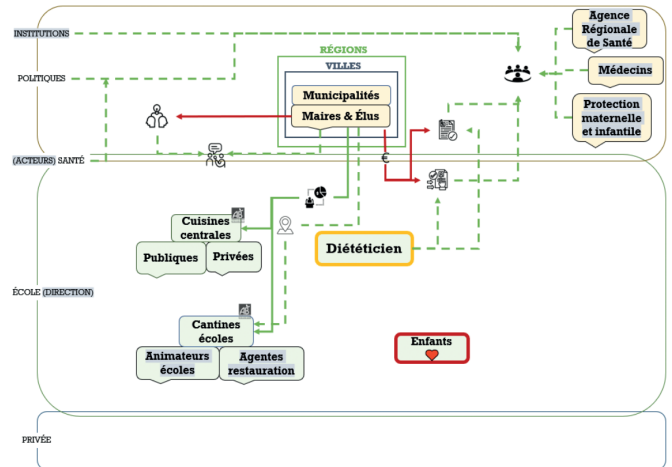 INSTITUTIONS
POLITIQUES
(ACTEURS) SANTÉ
ÉCOLE (DIRECTION)
PRIVÉE
RÉGIONS
VILLES
Municipalités
Maires & Élus
€
Agence
Régionale
de Santé
Médecins
Protection
maternelle
et infantile
Cuisines
centrales
Publiques
Privées
Diététicien
Cantines
écoles
Animateurs
écoles
Agentes
restauration
Enfants